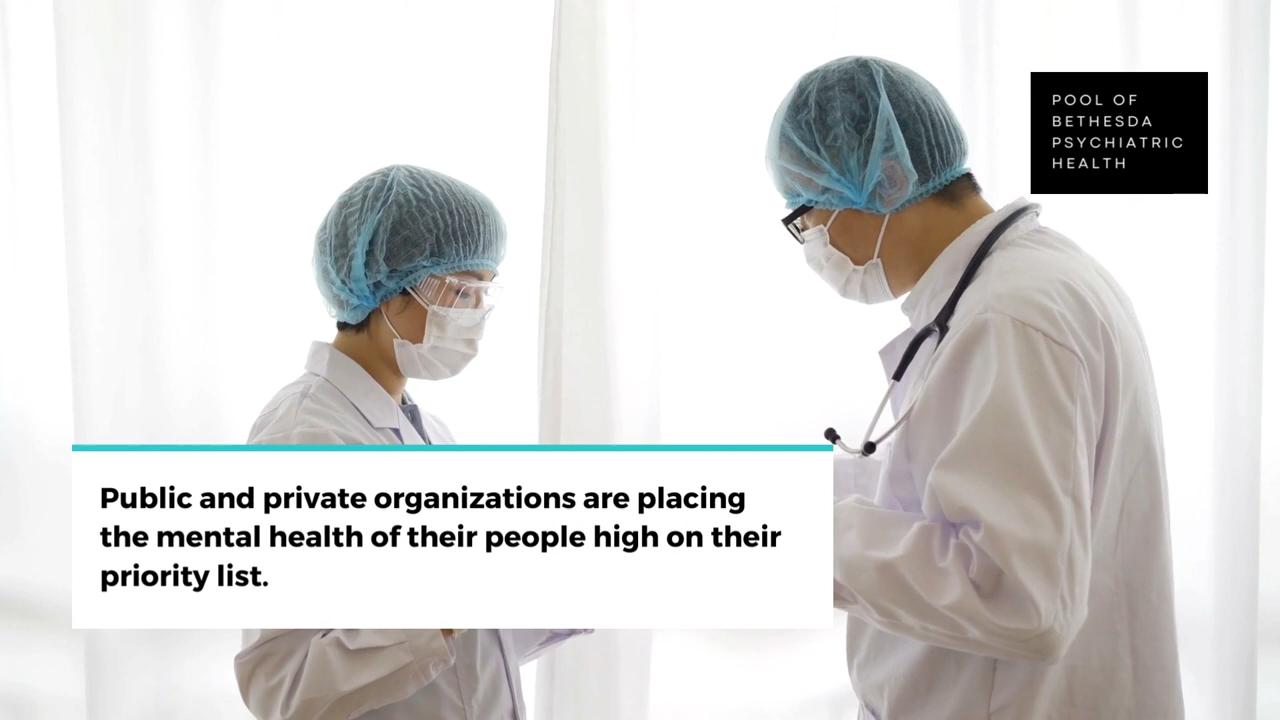 POOL OF
BETHESDA
PSYCHIATRIC
HEALTH
Public and private organizations are placing
the mental health of their people high on their
priority list.